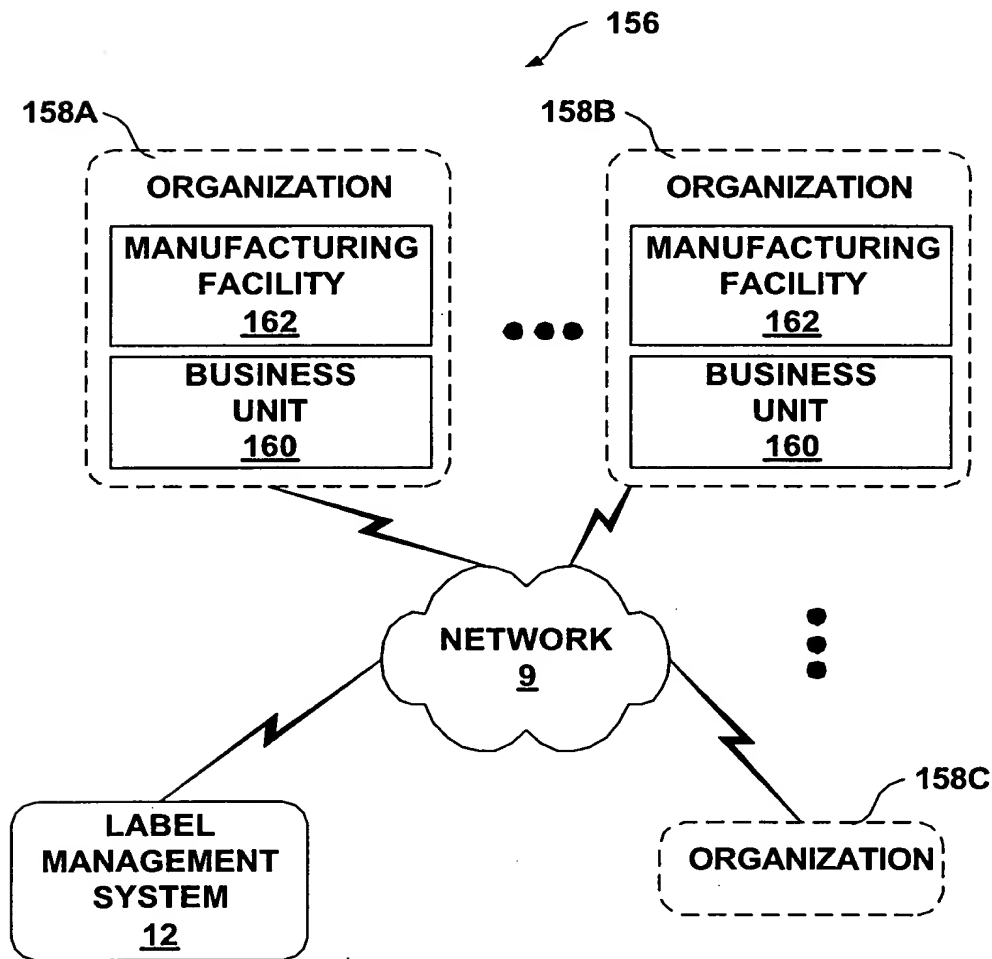 156
158A
158B
ORGANIZATION
MANUFACTURING
FACILITY
162
BUSINESS
UNIT
160
ORGANIZATION
MANUFACTURING
FACILITY
162
BUSINESS
UNIT
160
NETWORK
9
LABEL
MANAGEMENT
SYSTEM
12
158C
ORGANIZATION